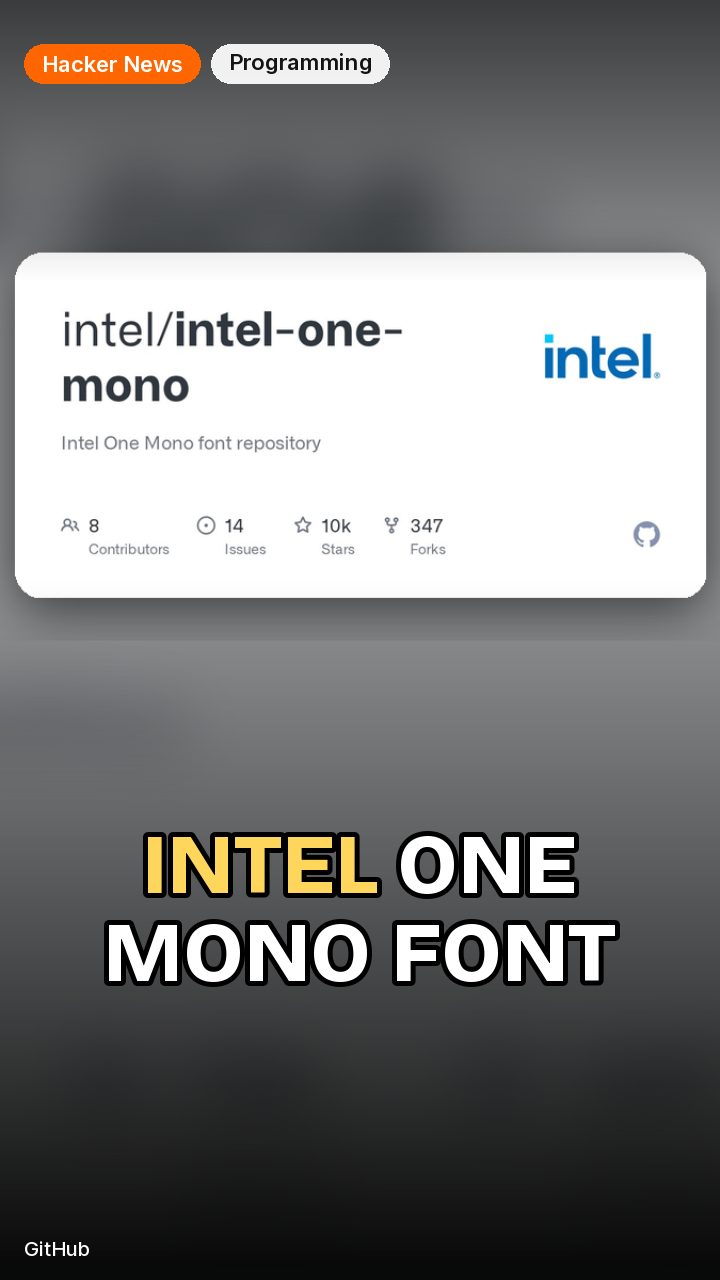 Hacker News
Programming
intel/intel-one-
mono
intel®
Intel One Mono font repository
8
Contributors
14
Issues
10k
Stars
347
Forks
INTEL ONE
MONO FONT
GitHub